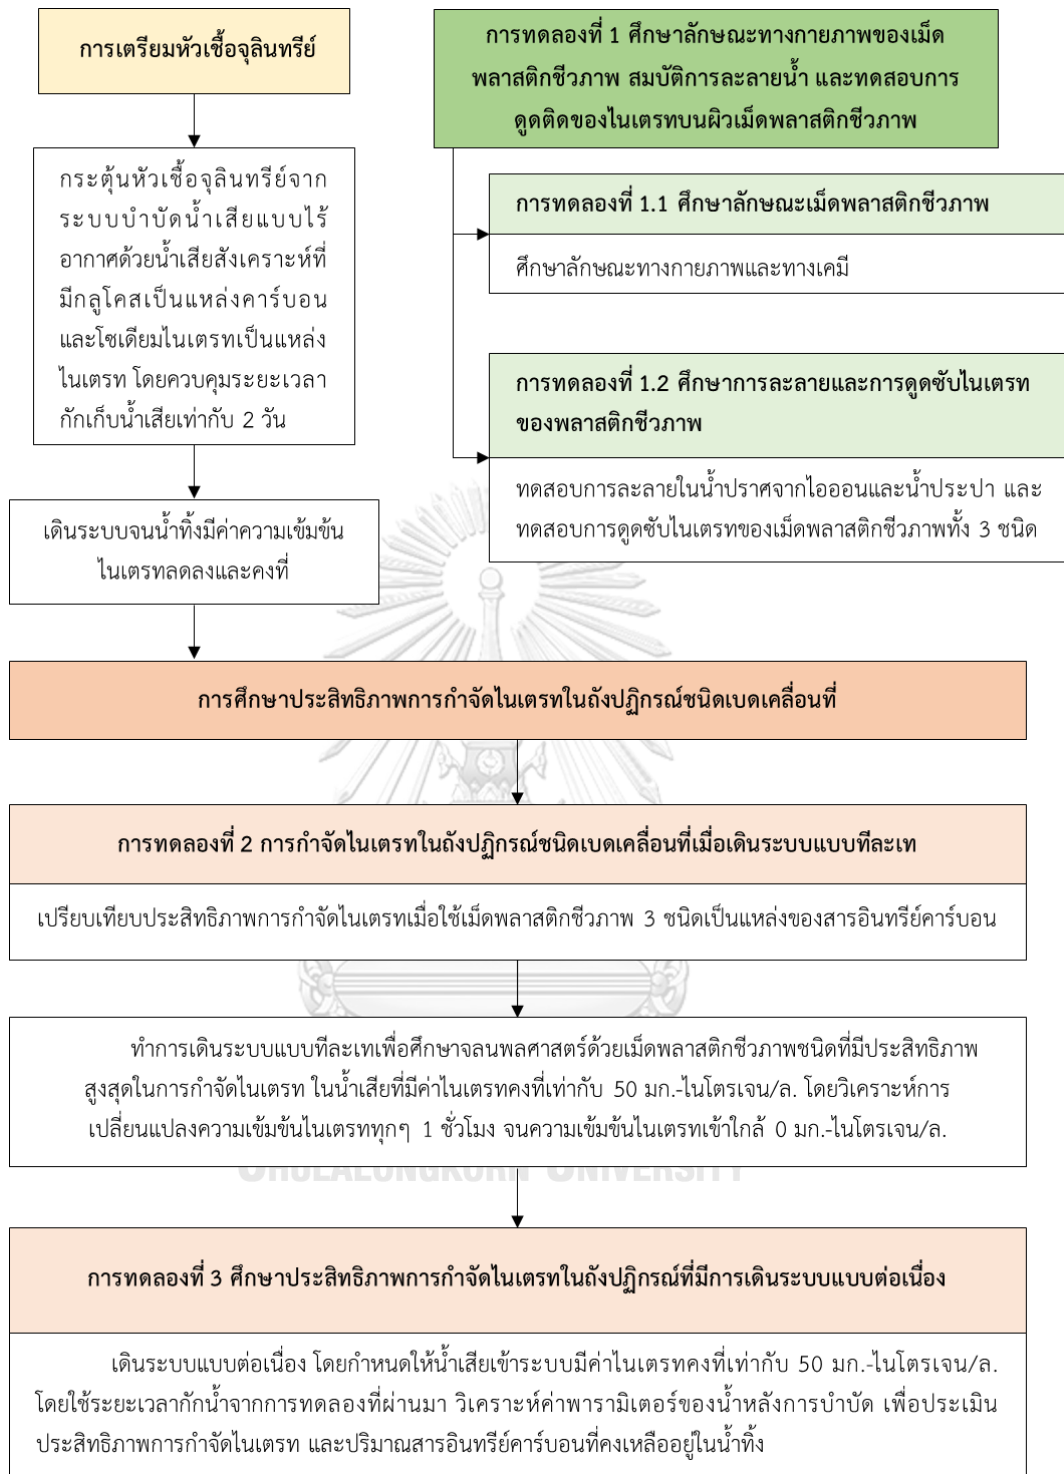 การเตรียมหัวเชื้อจุลินทรีย์
กระตุ้นหัวเชื้อจุลินทรีย์จาก
ระบบบำบัดน้ำเสียแบบไร้
อากาศด้วยน้ำเสียสังเคราะห์ที่
มีกลูโคสเป็นแหล่งคาร์บอน
และโซเดียมไนเตรทเป็นแหล่ง
ไนเตรท โดยควบคุมระยะเวลา
กักเก็บน้ำเสียเท่ากับ 2 วัน
เดินระบบจนน้ำทิ้งมีค่าความเข้มข้น
ไนเตรทลดลงและคงที่
การทดลองที่ 1 ศึกษาลักษณะทางกายภาพของเม็ด
พลาสติกชีวภาพ สมบัติการละลายน้ำ และทดสอบการ
ดูดติดของไนเตรทบนผิวเม็ดพลาสติกชีวภาพ
การทดลองที่ 1.1 ศึกษาลักษณะเม็ดพลาสติกชีวภาพ
ศึกษาลักษณะทางกายภาพและทางเคมี
การทดลองที่ 1.2 ศึกษาการละลายและการดูดซับไนเตรท
ของพลาสติกชีวภาพ
ทดสอบการละลายในน้ำปราศจากไอออนและน้ำประปา และ
ทดสอบการดูดซับไนเตรทของเม็ดพลาสติกชีวภาพทั้ง 3 ชนิด
การศึกษาประสิทธิภาพการกำจัดไนเตรทในถังปฏิกรณ์ชนิดเบดเคลื่อนที่
การทดลองที่ 2 การกำจัดไนเตรทในถังปฏิกรณ์ชนิดเบดเคลื่อนที่เมื่อเดินระบบแบบทีละเท
เปรียบเทียบประสิทธิภาพการกำจัดไนเตรทเมื่อใช้เม็ดพลาสติกชีวภาพ 3 ชนิดเป็นแหล่งของสารอินทรีย์คาร์บอน
ทำการเดินระบบแบบทีละเทเพื่อศึกษาจลนพลศาสตร์ด้วยเม็ดพลาสติกชีวภาพชนิดที่มีประสิทธิภาพ
สูงสุดในการกำจัดไนเตรท ในน้ำเสียที่มีค่าไนเตรทคงที่เท่ากับ 50 มก.-ไนโตรเจน/ล. โดยวิเคราะห์การ
เปลี่ยนแปลงความเข้มข้นไนเตรททุกๆ 1 ชั่วโมง จนความเข้มข้นไนเตรทเข้าใกล้ 0 มก.-ไนโตรเจน/ล.
CHULALONGKORN UNIVERSITY
การทดลองที่ 3 ศึกษาประสิทธิภาพการกำจัดไนเตรทในถังปฏิกรณ์ที่มีการเดินระบบแบบต่อเนื่อง
เดินระบบแบบต่อเนื่อง โดยกำหนดให้น้ำเสียเข้าระบบมีค่าไนเตรทคงที่เท่ากับ 50 มก.-ไนโตรเจน/ล.
โดยใช้ระยะเวลากักน้ำจากการทดลองที่ผ่านมา วิเคราะห์ค่าพารามิเตอร์ของน้ำหลังการบำบัด เพื่อประเมิน
ประสิทธิภาพการกำจัดไนเตรท และปริมาณสารอินทรีย์คาร์บอนที่คงเหลืออยู่ในน้ำทิ้ง